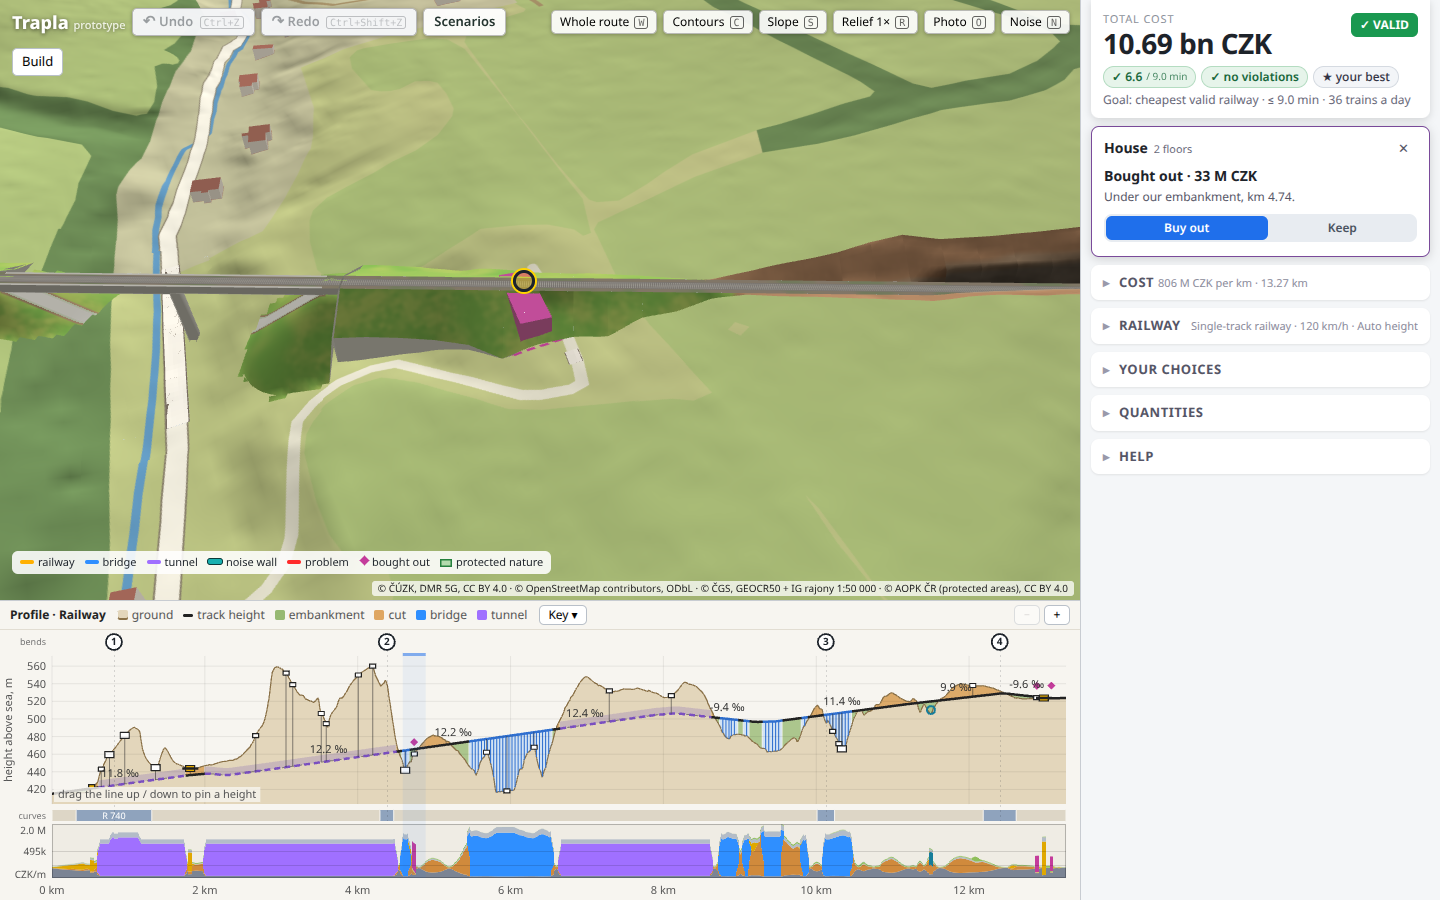 Trapla prototype
↶ Undo Ctrl+Z
↷ Redo Ctrl+Shift+Z
Scenarios
Whole route W
Contours C
Slope S
Relief 1× R
Photo O
Noise N
Build
railway bridge tunnel noise wall problem bought out protected nature
© ČÚZK, DMR 5G, CC BY 4.0 · © OpenStreetMap contributors, ODbL · © ČGS, GEOCR50 + IG rajony 1:50 000 · © AOPK ČR (protected areas), CC BY 4.0
TOTAL COST
10.69 bn CZK
✓ VALID
✓ 6.6 / 9.0 min
✓ no violations
★ your best
Goal: cheapest valid railway · ≤ 9.0 min · 36 trains a day
House 2 floors
✕
Bought out · 33 M CZK
Under our embankment, km 4.74.
Buy out
Keep
▸ COST 806 M CZK per km · 13.27 km
▸ RAILWAY Single-track railway · 120 km/h · Auto height
▸ YOUR CHOICES
▸ QUANTITIES
▸ HELP
Profile · Railway ground track height embankment cut bridge tunnel Key ▾
− +
bends 1 2 3 4
height above sea, m
560
540
520
500
480
460
440
420
11.8 ‰
12.2 ‰
12.2 ‰
12.4 ‰
-9.4 ‰
11.4 ‰
9.9 ‰
-9.6 ‰
drag the line up / down to pin a height
curves R 740
2.0 M
495k
CZK/m
0 km 2 km 4 km 6 km 8 km 10 km 12 km